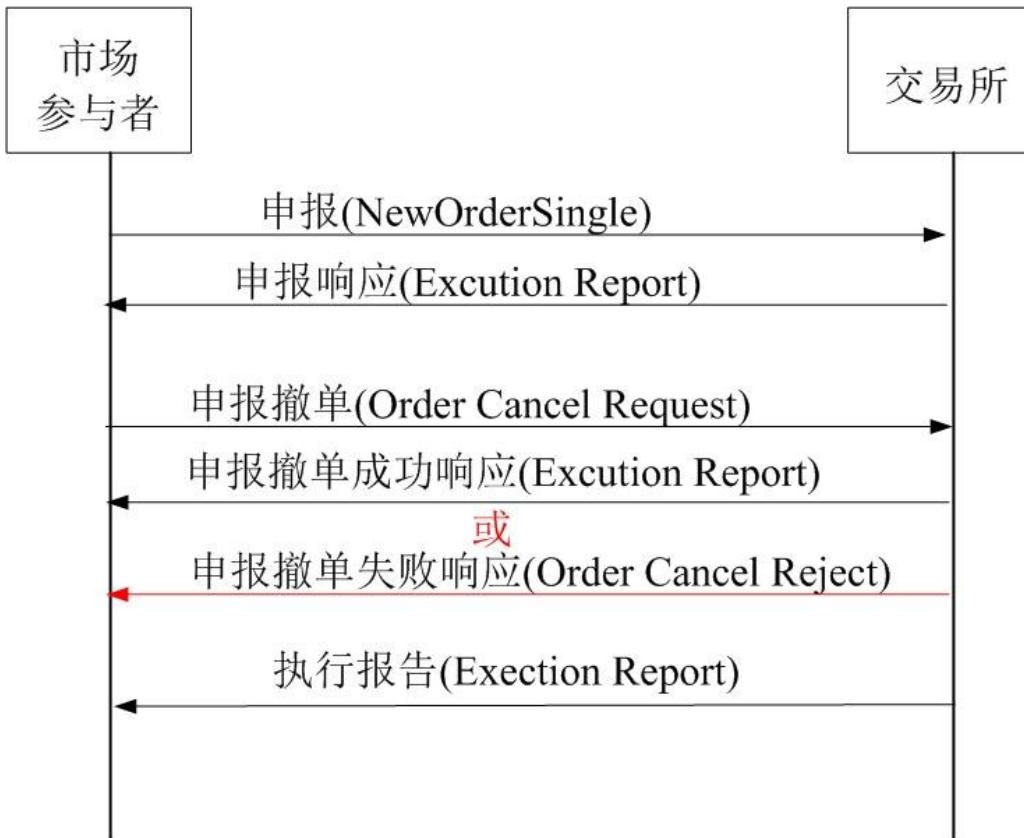 市场
参与者
交易所
申报(NewOrderSingle)
申报响应(Excution Report)
申报撤单(Order Cancel Request)
申报撤单成功响应(Excution Report)
或
申报撤单失败响应(Order Cancel Reject)
执行报告(Exection Report)